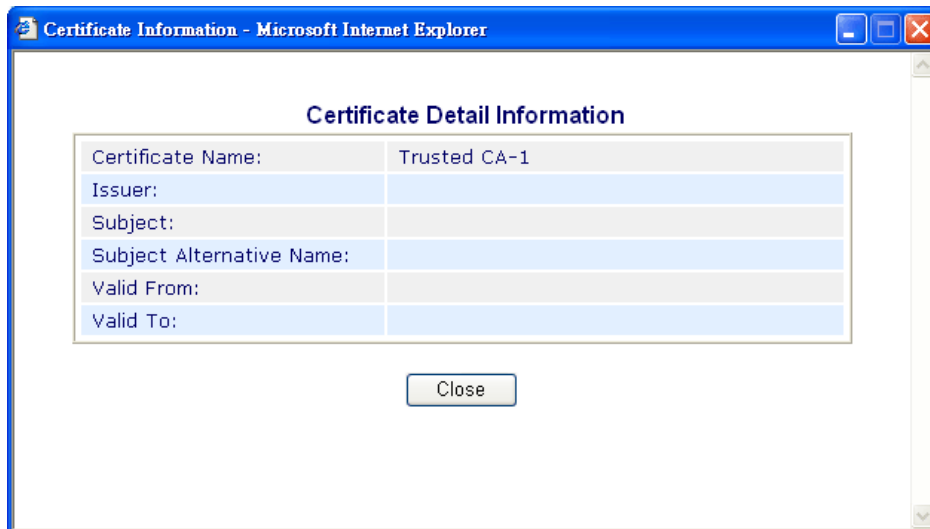 Certificate Information - Microsoft Internet Explorer
Certificate Detail Information
Certificate Name: Trusted CA-1
Issuer:
Subject:
Subject Alternative Name:
Valid From:
Valid To:
Close